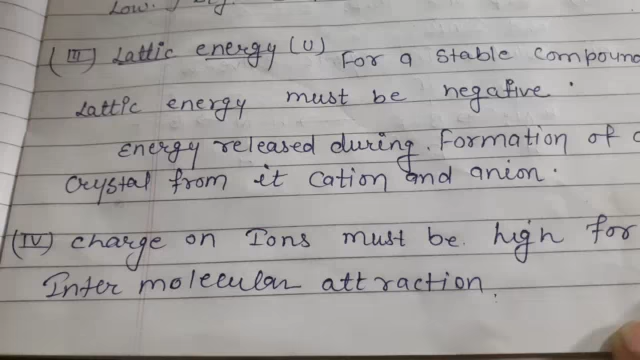 Low.
(III) Lattic energy (U) For a stable compound
Lattic energy must be negative.
energy released during. Formation of
crystal from it cation and anion.
(IV) charge on Ions must be. high for
Inter molecular attraction.